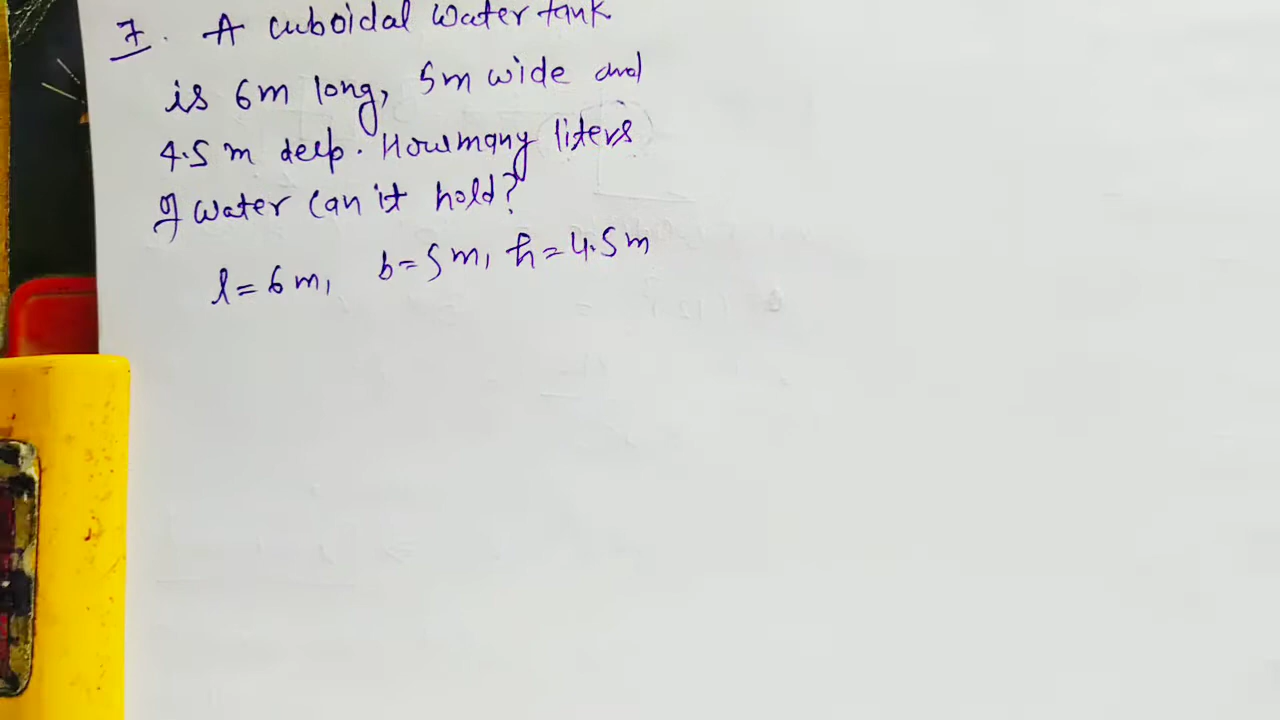 7. A cuboidal water tank
is 6m long, 5m wide and
4.5 m deep. How many liters
of water can it hold?
l = 6 m, b = 5 m, h = 4.5 m